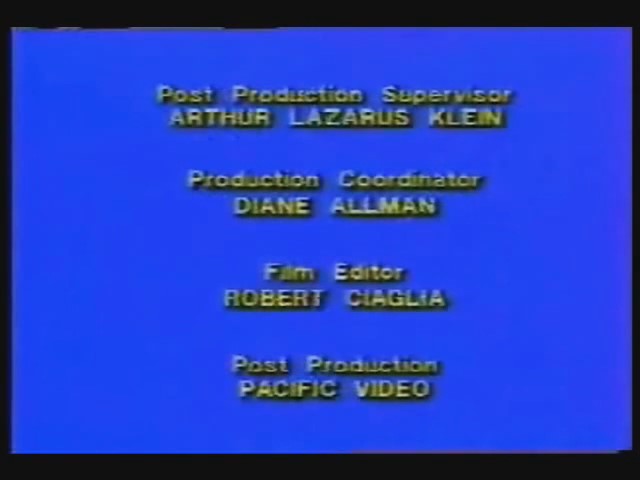 Post Production Supervisor
ARTHUR LAZARUS KLEIN
Production Coordinator
DIANE ALLMAN
Film Editor
ROBERT CIAGLIA
Post Production
PACIFIC VIDEO